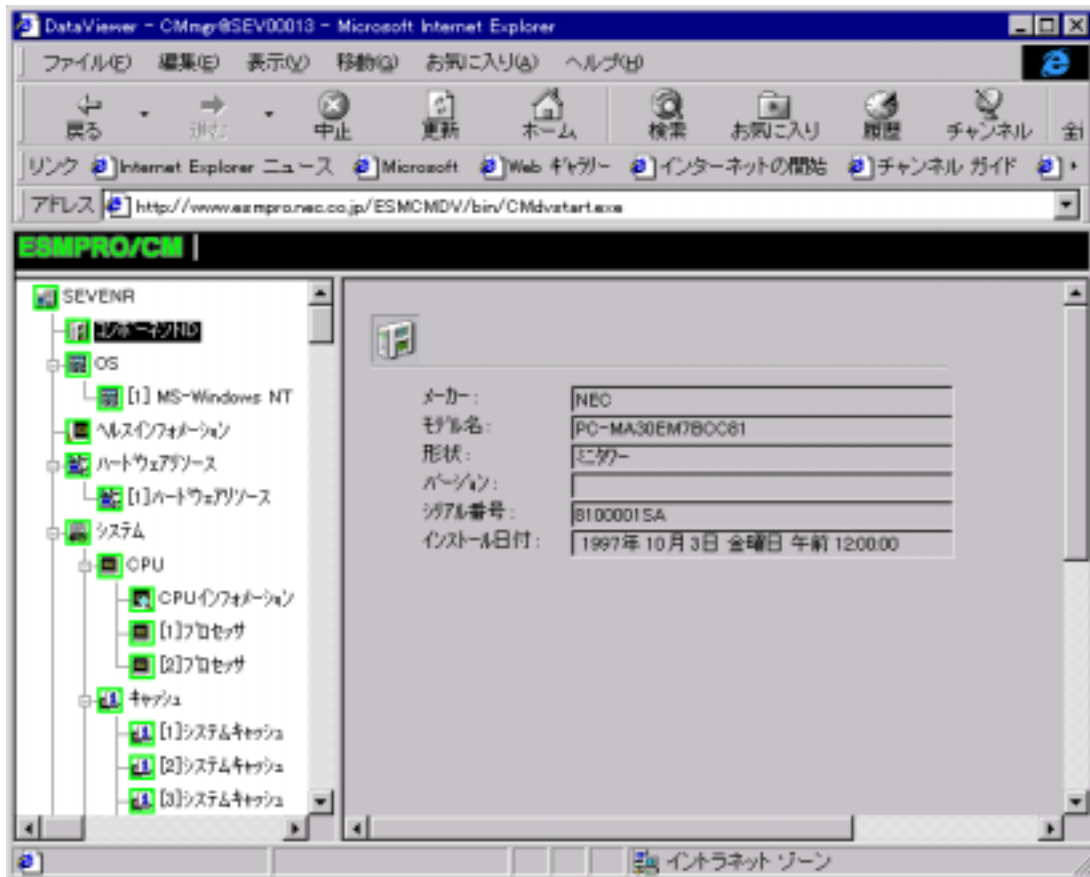 DataViewer - CMmgr@SEV00013 - Microsoft Internet Explorer
ファイル(F) 編集(E) 表示(V) 移動(G) お気に入り(A) ヘルプ(H)
戻る 進む 中止 更新 ホーム 検索 お気に入り 履歴 チャンネル 全
リンク Internet Explorer ニュース Microsoft Web ギャラリー インターネットの開始 チャンネル ガイド
アドレス http://www.esmpro.nec.co.jp/ESMCMDV/bin/CMdvstart.exe
ESMPRO/CM
SEVENR
コンポーネントID
OS
[1] MS-Windows NT
ヘルスインフォメーション
ハードウェアリソース
[1]ハードウェアリソース
システム
CPU
CPUインフォメーション
[1]プロセッサ
[2]プロセッサ
キャッシュ
[1]システムキャッシュ
[2]システムキャッシュ
[3]システムキャッシュ
メーカー: NEC
モデル名: PC-MA30EM7BCC81
形状: ミニタワー
バージョン:
シリアル番号: 8100001SA
インストール日付: 1997年 10月 3日 金曜日 午前 12:00:00
イントラネット ゾーン